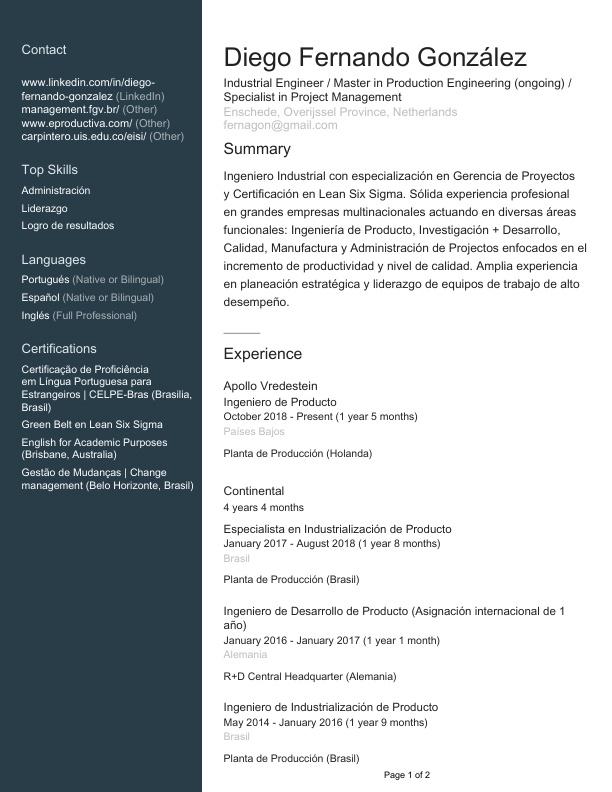 Contact
www.linkedin.com/in/diego-
fernando-gonzalez (LinkedIn)
management.fgv.br/ (Other)
www.eproductiva.com/ (Other)
carpintero.uis.edu.co/eisi/ (Other)
Top Skills
Administración
Liderazgo
Logro de resultados
Languages
Portugués (Native or Bilingual)
Español (Native or Bilingual)
Inglés (Full Professional)
Certifications
Certificação de Proficiência
em Língua Portuguesa para
Estrangeiros | CELPE-Bras (Brasilia,
Brasil)
Green Belt en Lean Six Sigma
English for Academic Purposes
(Brisbane, Australia)
Gestão de Mudanças | Change
management (Belo Horizonte, Brasil)
Diego Fernando González
Industrial Engineer / Master in Production Engineering (ongoing) /
Specialist in Project Management
Enschede, Overijssel Province, Netherlands
fernagon@gmail.com
Summary
Ingeniero Industrial con especialización en Gerencia de Proyectos
y Certificación en Lean Six Sigma. Sólida experiencia profesional
en grandes empresas multinacionales actuando en diversas áreas
funcionales: Ingeniería de Producto, Investigación + Desarrollo,
Calidad, Manufactura y Administración de Projectos enfocados en el
incremento de productividad y nivel de calidad. Amplia experiencia
en planeación estratégica y liderazgo de equipos de trabajo de alto
desempeño.
Experience
Apollo Vredestein
Ingeniero de Producto
October 2018 - Present (1 year 5 months)
Países Bajos
Planta de Producción (Holanda)
Continental
4 years 4 months
Especialista en Industrialización de Producto
January 2017 - August 2018 (1 year 8 months)
Brasil
Planta de Producción (Brasil)
Ingeniero de Desarrollo de Producto (Asignación internacional de 1
año)
January 2016 - January 2017 (1 year 1 month)
Alemania
R+D Central Headquarter (Alemania)
Ingeniero de Industrialización de Producto
May 2014 - January 2016 (1 year 9 months)
Brasil
Planta de Producción (Brasil)
Page 1 of 2